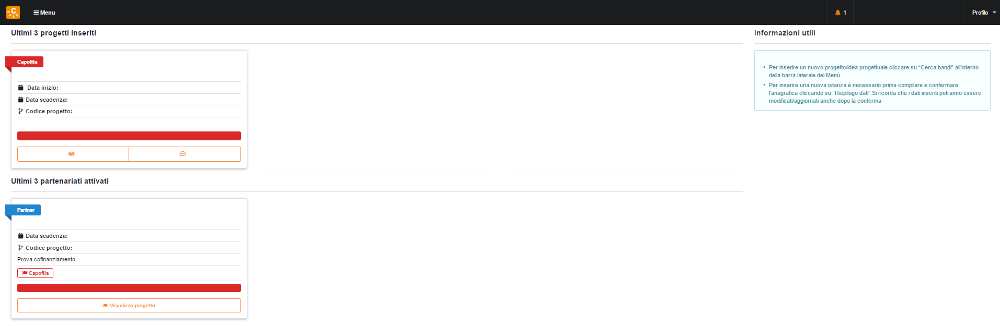 C
Menu
1
Profilo
Ultimi 3 progetti inseriti
Capofila
Data inizio:
Data scadenza:
Codice progetto:
Ultimi 3 partenariati attivati
Partner
Data scadenza:
Codice progetto:
Prova cofinanziamento
Capofila
Visualizza progetto
Informazioni utili
• Per inserire un nuovo progetto/idea progettuale cliccare su “Cerca bandi” all'interno
della barra laterale dei Menù.
• Per inserire una nuova istanza è necessario prima compilare e confermare
l'anagrafica cliccando su “Riepilogo dati”.Si ricorda che i dati inseriti potranno essere
modificati/aggiornati anche dopo la conferma